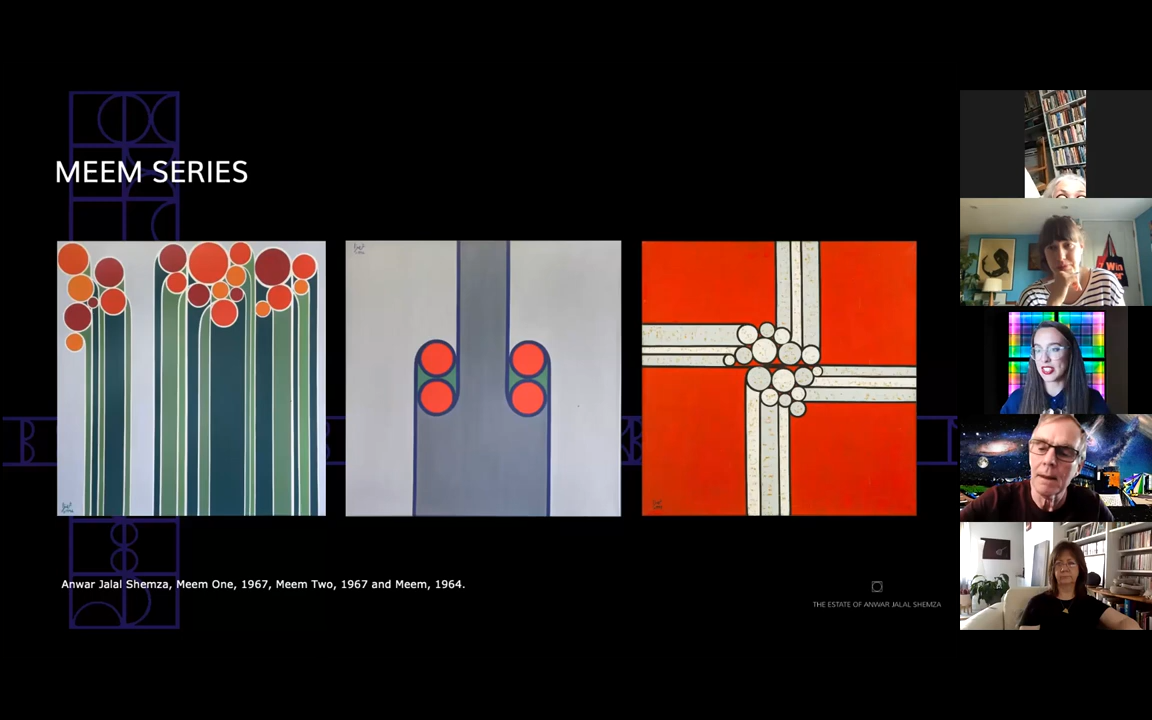 MEEM SERIES
Anwar Jalal Shemza, Meem One, 1967, Meem Two, 1967 and Meem, 1964.
THE ESTATE OF ANWAR JALAL SHEMZA